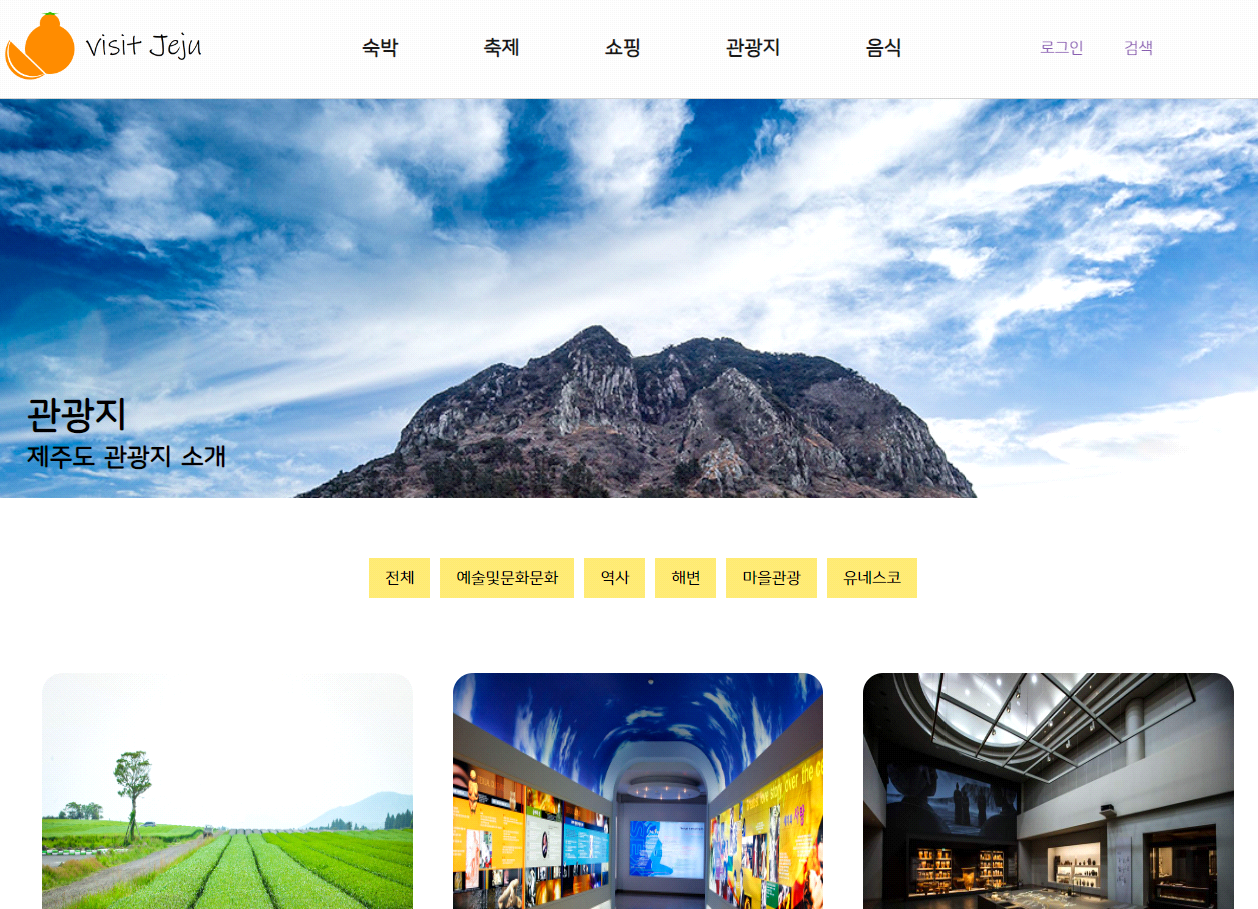 visit Jeju
숙박 축제 쇼핑 관광지 음식 로그인 검색
관광지
제주도 관광지 소개
전체 예술및문화문화 역사 해변 마을관광 유네스코